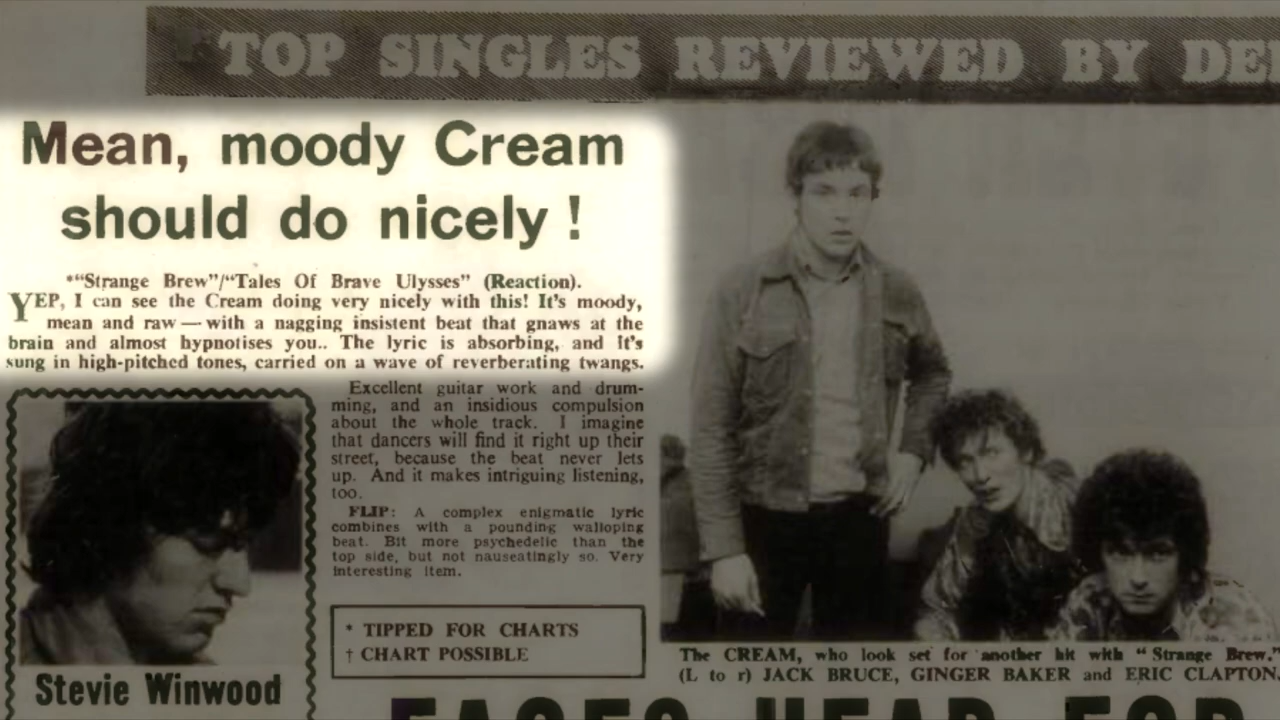 TOP SINGLES REVIEWED BY
Mean, moody Cream
should do nicely !
*“Strange Brew”/“Tales Of Brave Ulysses” (Reaction).
YEP, I can see the Cream doing very nicely with this! It's moody,
mean and raw — with a nagging insistent beat that gnaws at the
brain and almost hypnotises you.. The lyric is absorbing, and it's
sung in high-pitched tones, carried on a wave of reverberating twangs.
Excellent guitar work and drum-
ming, and an insidious compulsion
about the whole track. I imagine
that dancers will find it right up their
street, because the beat never lets
up. And it makes intriguing listening,
too.
FLIP: A complex enigmatic lyric
combines with a pounding walloping
beat. Bit more psychedelic than the
top side, but not nauseatingly so. Very
interesting item.
* TIPPED FOR CHARTS
† CHART POSSIBLE
Stevie Winwood
The CREAM, who look set for another hit with “Strange Brew.”
(L to r) JACK BRUCE, GINGER BAKER and ERIC CLAPTON.
FACES HEAD FOR